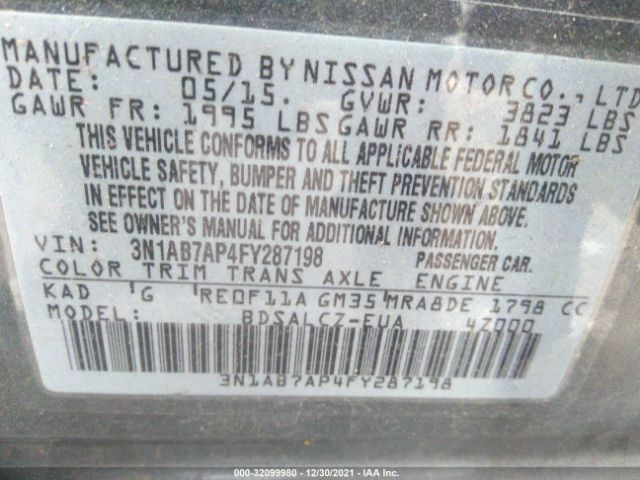 MANUFACTURED BY NISSAN MOTOR CO., LTD
DATE: 05/15. GVWR: 3823 LBS
GAWR FR: 1995 LBS GAWR RR: 1841 LBS
THIS VEHICLE CONFORMS TO ALL APPLICABLE FEDERAL MOTOR
VEHICLE SAFETY, BUMPER AND THEFT PREVENTION STANDARDS
IN EFFECT ON THE DATE OF MANUFACTURE SHOWN ABOVE.
SEE OWNER'S MANUAL FOR ADDITIONAL INFORMATION.
VIN: 3N1AB7AP4FY287198 PASSENGER CAR.
COLOR TRIM TRANS AXLE ENGINE
KAD G RE0F11A GM35 MRA8DE 1798 CC
MODEL: BDSALCZ-EUA 4Z000
3N1AB7AP4FY287198
000-32099980 - 12/30/2021 - IAA Inc.